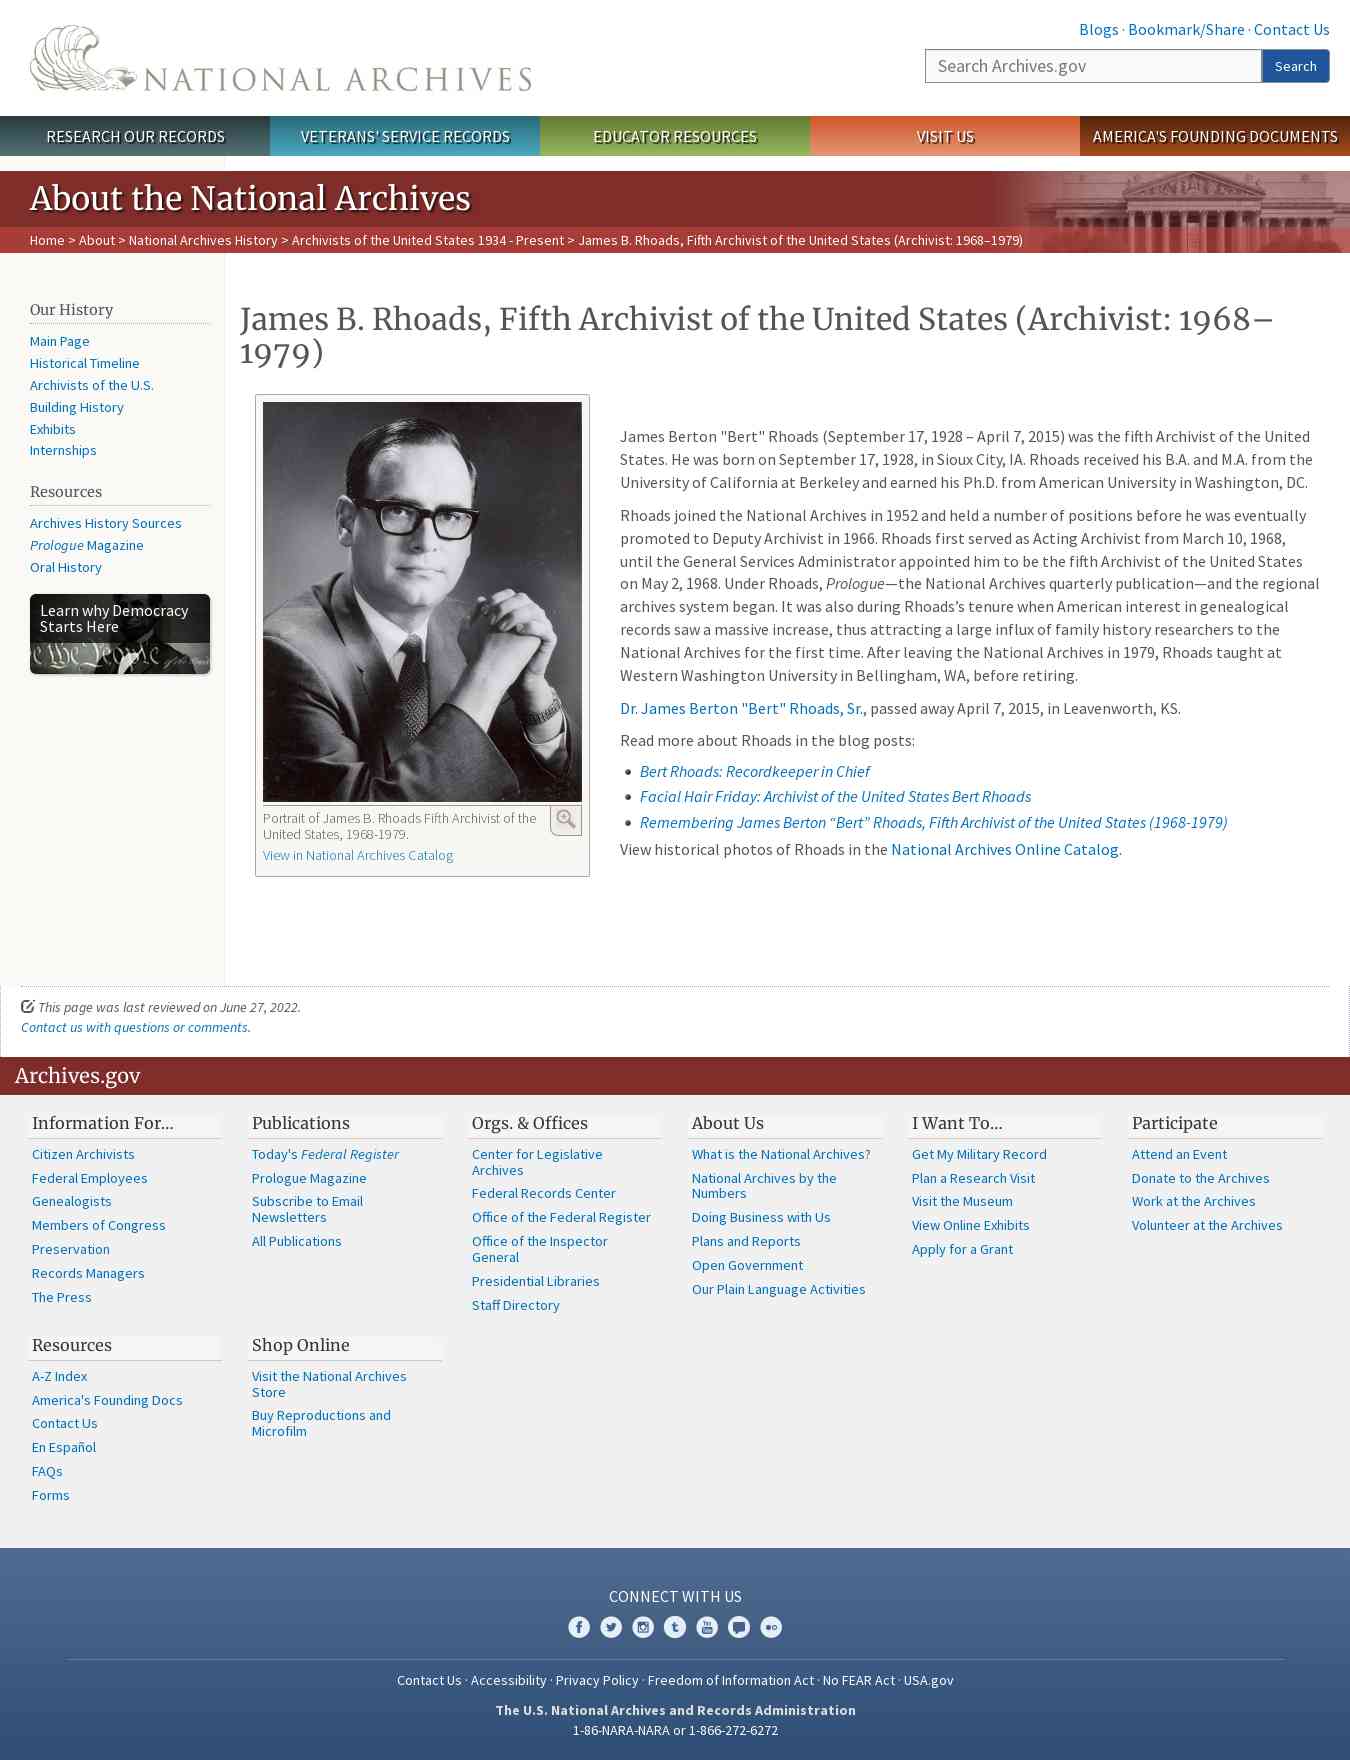 NATIONAL ARCHIVES
Blogs · Bookmark/Share · Contact Us
Search Archives.gov
Search
RESEARCH OUR RECORDS
VETERANS' SERVICE RECORDS
EDUCATOR RESOURCES
VISIT US
AMERICA'S FOUNDING DOCUMENTS
About the National Archives
Home > About > National Archives History > Archivists of the United States 1934 - Present > James B. Rhoads, Fifth Archivist of the United States (Archivist: 1968–1979)
Our History
Main Page
Historical Timeline
Archivists of the U.S.
Building History
Exhibits
Internships
Resources
Archives History Sources
Prologue Magazine
Oral History
Learn why Democracy
Starts Here
e the People
James B. Rhoads, Fifth Archivist of the United States (Archivist: 1968–
1979)
Portrait of James B. Rhoads Fifth Archivist of the
United States, 1968-1979.
View in National Archives Catalog
James Berton "Bert" Rhoads (September 17, 1928 – April 7, 2015) was the fifth Archivist of the United
States. He was born on September 17, 1928, in Sioux City, IA. Rhoads received his B.A. and M.A. from the
University of California at Berkeley and earned his Ph.D. from American University in Washington, DC.
Rhoads joined the National Archives in 1952 and held a number of positions before he was eventually
promoted to Deputy Archivist in 1966. Rhoads first served as Acting Archivist from March 10, 1968,
until the General Services Administrator appointed him to be the fifth Archivist of the United States
on May 2, 1968. Under Rhoads, Prologue—the National Archives quarterly publication—and the regional
archives system began. It was also during Rhoads’s tenure when American interest in genealogical
records saw a massive increase, thus attracting a large influx of family history researchers to the
National Archives for the first time. After leaving the National Archives in 1979, Rhoads taught at
Western Washington University in Bellingham, WA, before retiring.
Dr. James Berton "Bert" Rhoads, Sr., passed away April 7, 2015, in Leavenworth, KS.
Read more about Rhoads in the blog posts:
Bert Rhoads: Recordkeeper in Chief
Facial Hair Friday: Archivist of the United States Bert Rhoads
Remembering James Berton “Bert” Rhoads, Fifth Archivist of the United States (1968-1979)
View historical photos of Rhoads in the National Archives Online Catalog.
This page was last reviewed on June 27, 2022.
Contact us with questions or comments.
Archives.gov
Information For…
Citizen Archivists
Federal Employees
Genealogists
Members of Congress
Preservation
Records Managers
The Press
Publications
Today's Federal Register
Prologue Magazine
Subscribe to Email
Newsletters
All Publications
Orgs. & Offices
Center for Legislative
Archives
Federal Records Center
Office of the Federal Register
Office of the Inspector
General
Presidential Libraries
Staff Directory
About Us
What is the National Archives?
National Archives by the
Numbers
Doing Business with Us
Plans and Reports
Open Government
Our Plain Language Activities
I Want To…
Get My Military Record
Plan a Research Visit
Visit the Museum
View Online Exhibits
Apply for a Grant
Participate
Attend an Event
Donate to the Archives
Work at the Archives
Volunteer at the Archives
Resources
A-Z Index
America's Founding Docs
Contact Us
En Español
FAQs
Forms
Shop Online
Visit the National Archives
Store
Buy Reproductions and
Microfilm
CONNECT WITH US
Contact Us · Accessibility · Privacy Policy · Freedom of Information Act · No FEAR Act · USA.gov
The U.S. National Archives and Records Administration
1-86-NARA-NARA or 1-866-272-6272